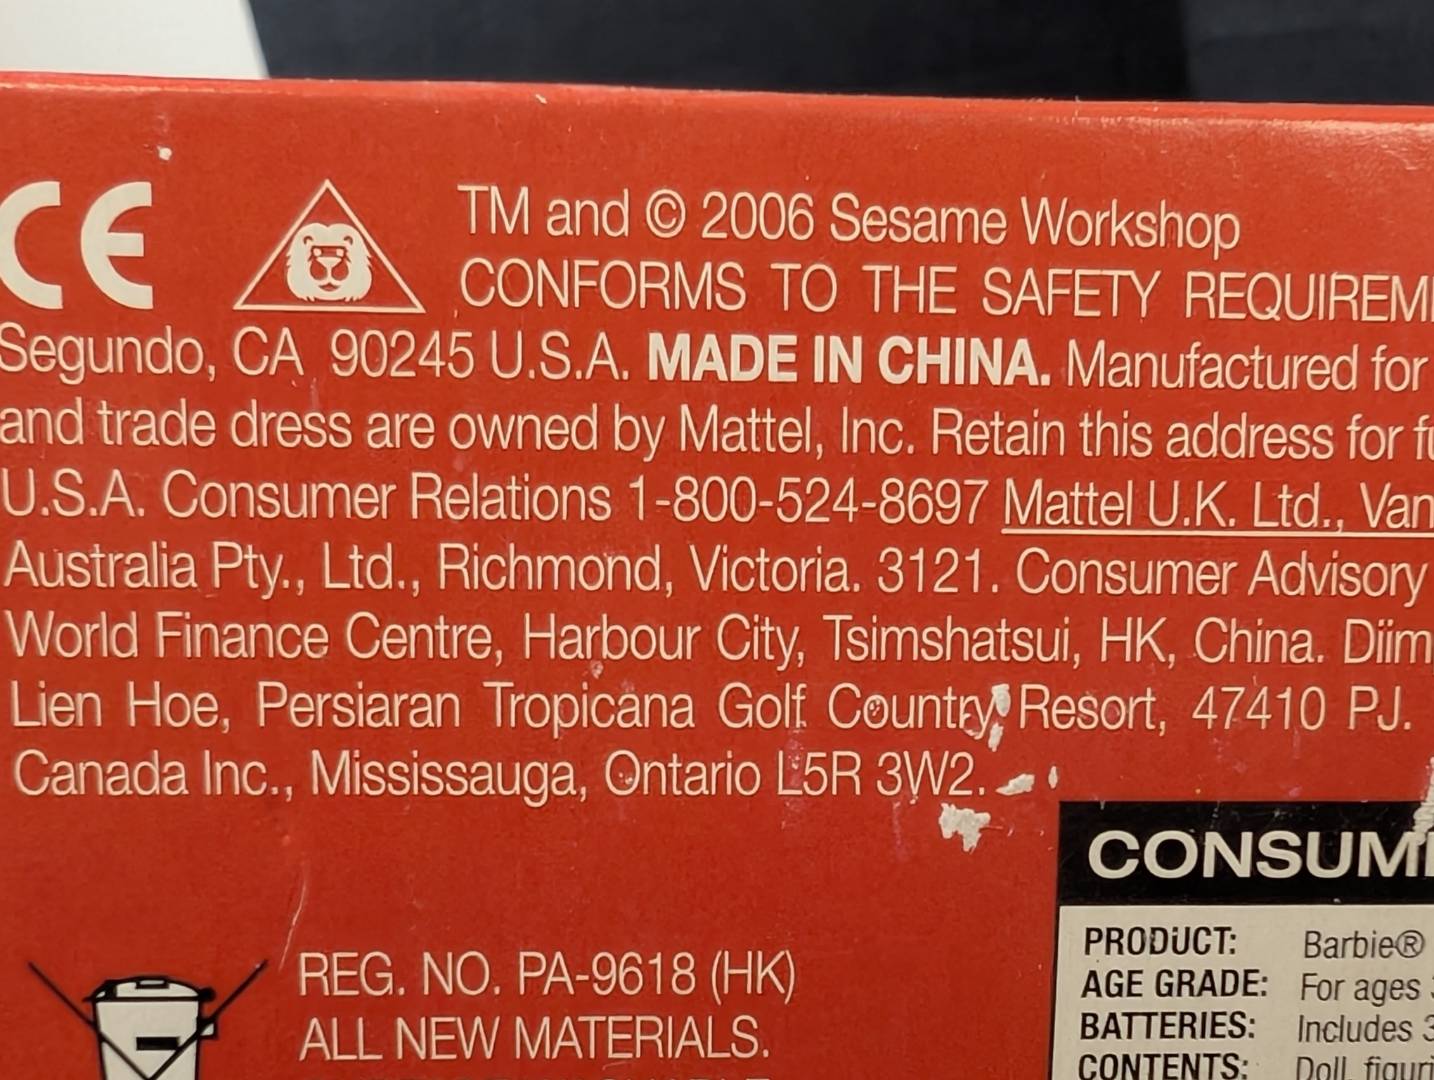 CE TM and © 2006 Sesame Workshop
CONFORMS TO THE SAFETY
Segundo, CA 90245 U.S.A. MADE IN CHINA. Manufactured for
and trade dress are owned by Mattel, Inc. Retain this address for
U.S.A. Consumer Relations 1-800-524-8697 Mattel U.K. Ltd., Van
Australia Pty., Ltd., Richmond, Victoria. 3121. Consumer Advisory
World Finance Centre, Harbour City, Tsimshatsui, HK, China. Diim
Lien Hoe, Persiaran Tropicana Golf Country Resort, 47410 PJ.
Canada Inc., Mississauga, Ontario L5R 3W2.
REG. NO. PA-9618 (HK)
ALL NEW MATERIALS.
CONSUM
PRODUCT: Barbie®
AGE GRADE: For ages
BATTERIES: Includes 3
CONTENTS: Doll,